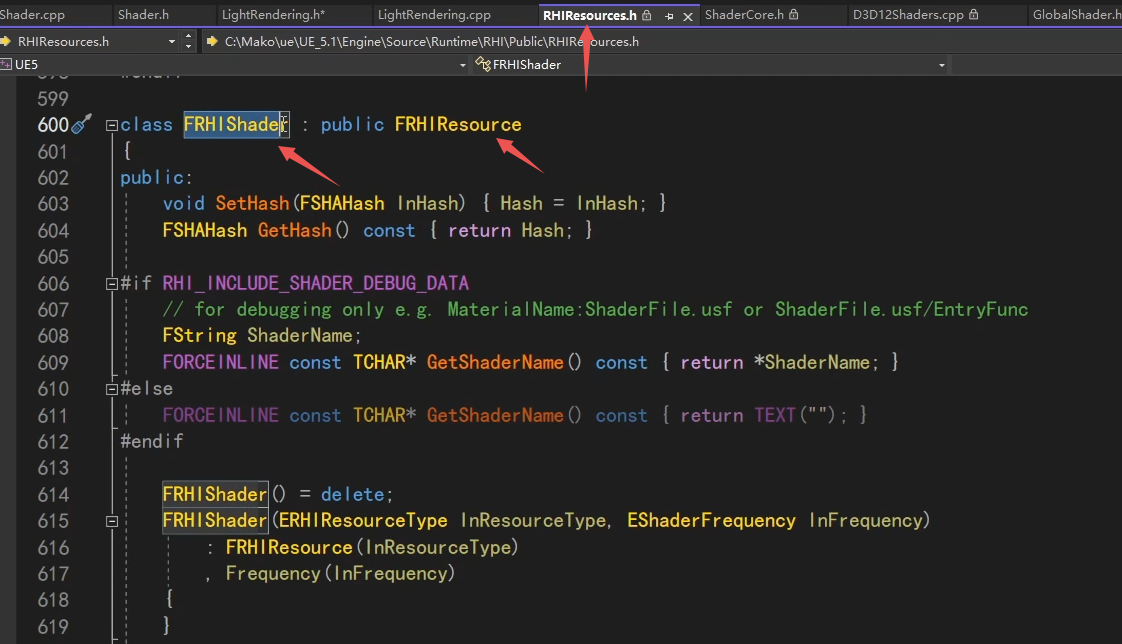 Shader.cpp Shader.h LightRendering.h* LightRendering.cpp RHIResources.h ShaderCore.h D3D12Shaders.cpp GlobalShader.h
RHIResources.h C:\Mako\ue\UE_5.1\Engine\Source\Runtime\RHI\Public\RHIResources.h
UE5 FRHIShader
599
600 class FRHIShader : public FRHIResource
601 {
602 public:
603 void SetHash(FSHAHash InHash) { Hash = InHash; }
604 FSHAHash GetHash() const { return Hash; }
605
606 #if RHI_INCLUDE_SHADER_DEBUG_DATA
607 // for debugging only e.g. MaterialName:ShaderFile.usf or ShaderFile.usf/EntryFunc
608 FString ShaderName;
609 FORCEINLINE const TCHAR* GetShaderName() const { return *ShaderName; }
610 #else
611 FORCEINLINE const TCHAR* GetShaderName() const { return TEXT(""); }
612 #endif
613
614 FRHIShader() = delete;
615 FRHIShader(ERHIResourceType InResourceType, EShaderFrequency InFrequency)
616 : FRHIResource(InResourceType)
617 , Frequency(InFrequency)
618 {
619 }